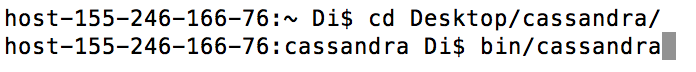 host-155-246-166-76:~ Di$ cd Desktop/cassandra/
host-155-246-166-76:cassandra Di$ bin/cassandra